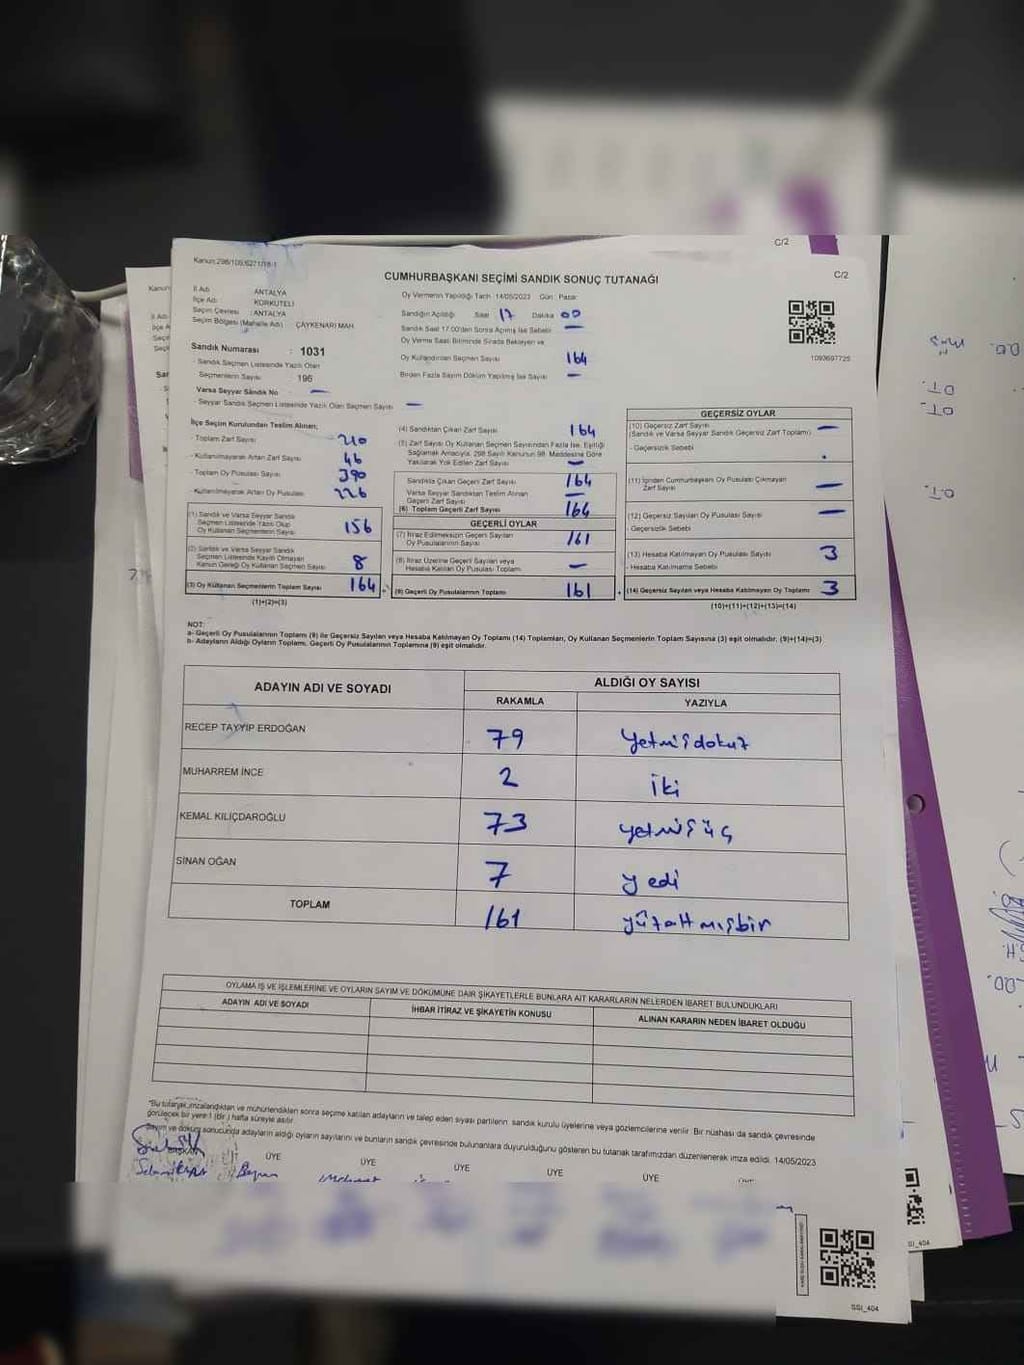 C/2
Kanun:298/105,6271/18-1
C/2
CUMHURBAŞKANI SEÇİMİ SANDIK SONUÇ TUTANAĞI
İl Adı : ANTALYA
İlçe Adı : KORKUTELİ
Seçim Çevresi : ANTALYA
Seçim Bölgesi (Mahalle Adı) : ÇAYKENARI MAH.
Sandık Numarası : 1031
- Sandık Seçmen Listesinde Yazılı Olan
Seçmenlerin Sayısı : 196
Varsa Seyyar Sandık No —
- Seyyar Sandık Seçmen Listesinde Yazılı Olan Seçmen Sayısı —
Oy Vermenin Yapıldığı Tarih 14/05/2023 Gün : Pazar
Sandığın Açıldığı Saat 17 Dakika 00
Sandık Saat 17.00'den Sonra Açılmış İse Sebebi —
Oy Verme Saati Bitiminde Sırada Bekleyen ve
Oy Kullandırılan Seçmen Sayısı 164
Birden Fazla Sayım Döküm Yapılmış İse Sayısı —
1093697725
İlçe Seçim Kurulundan Teslim Alınan;
- Toplam Zarf Sayısı 210
- Kullanılmayarak Artan Zarf Sayısı 46
- Toplam Oy Pusulası Sayısı 390
- Kullanılmayarak Artan Oy Pusulası 226
(1) Sandık ve Varsa Seyyar Sandık
Seçmen Listesinde Yazılı Olup
Oy Kullanan Seçmenlerin Sayısı 156
(2) Sandık ve Varsa Seyyar Sandık
Seçmen Listesinde Kayıtlı Olmayan
Kanun Gereği Oy Kullanan Seçmen Sayısı 8
(3) Oy Kullanan Seçmenlerin Toplam Sayısı 164
(1)+(2)=(3)
(4) Sandıktan Çıkan Zarf Sayısı 164
(5) Zarf Sayısı Oy Kullanan Seçmen Sayısından Fazla İse, Eşitliği
Sağlamak Amacıyla, 298 Sayılı Kanunun 98. Maddesine Göre
Yakılarak Yok Edilen Zarf Sayısı —
Sandıkta Çıkan Geçerli Zarf Sayısı 164
Varsa Seyyar Sandıktan Teslim Alınan
Geçerli Zarf Sayısı —
(6) Toplam Geçerli Zarf Sayısı 164
GEÇERLİ OYLAR
(7) İtiraz Edilmeksizin Geçerli Sayılan
Oy Pusulalarının Sayısı 161
(8) İtiraz Üzerine Geçerli Sayılan veya
Hesaba Katılan Oy Pusulası Toplamı —
(9) Geçerli Oy Pusulalarının Toplamı 161
GEÇERSİZ OYLAR
(10) Geçersiz Zarf Sayısı
(Sandık ve Varsa Seyyar Sandık Geçersiz Zarf Toplamı) —
- Geçersizlik Sebebi
(11) İçinden Cumhurbaşkanı Oy Pusulası Çıkmayan
Zarf Sayısı —
(12) Geçersiz Sayılan Oy Pusulası Sayısı —
- Geçersizlik Sebebi
(13) Hesaba Katılmayan Oy Pusulası Sayısı 3
- Hesaba Katılmama Sebebi
(14) Geçersiz Sayılan veya Hesaba Katılmayan Oy Toplamı 3
(10)+(11)+(12)+(13)=(14)
NOT:
a- Geçerli Oy Pusulalarının Toplamı (9) ile Geçersiz Sayılan veya Hesaba Katılmayan Oy Toplamı (14) Toplamları, Oy Kullanan Seçmenlerin Toplam Sayısına (3) eşit olmalıdır. (9)+(14)=(3)
b- Adayların Aldığı Oyların Toplamı, Geçerli Oy Pusulalarının Toplamına (9) eşit olmalıdır.
ADAYIN ADI VE SOYADI
ALDIĞI OY SAYISI
RAKAMLA YAZIYLA
RECEP TAYYİP ERDOĞAN 79 Yetmişdokuz
MUHARREM İNCE 2 iki
KEMAL KILIÇDAROĞLU 73 yetmişüç
SİNAN OĞAN 7 yedi
TOPLAM 161 yüzaltmışbir
OYLAMA İŞ VE İŞLEMLERİNE VE OYLARIN SAYIM VE DÖKÜMÜNE DAİR ŞİKAYETLERLE BUNLARA AİT KARARLARIN NELERDEN İBARET BULUNDUKLARI
ADAYIN ADI VE SOYADI İHBAR İTİRAZ VE ŞİKAYETİN KONUSU ALINAN KARARIN NEDEN İBARET OLDUĞU
*Bu tutanak, imzalandıktan ve mühürlendikten sonra seçime katılan adayların ve talep eden siyasi partilerin sandık kurulu üyelerine veya gözlemcilerine verilir. Bir nüshası da sandık çevresinde
görülecek bir yere 1 (bir) hafta süreyle asılır.
Sayım ve döküm sonucunda adayların aldığı oyların sayılarını ve bunların sandık çevresinde bulunanlara duyurulduğunu gösteren bu tutanak tarafımızdan düzenlenerek imza edildi. 14/05/2023
BAŞKAN ÜYE ÜYE ÜYE ÜYE ÜYE
SSI_404